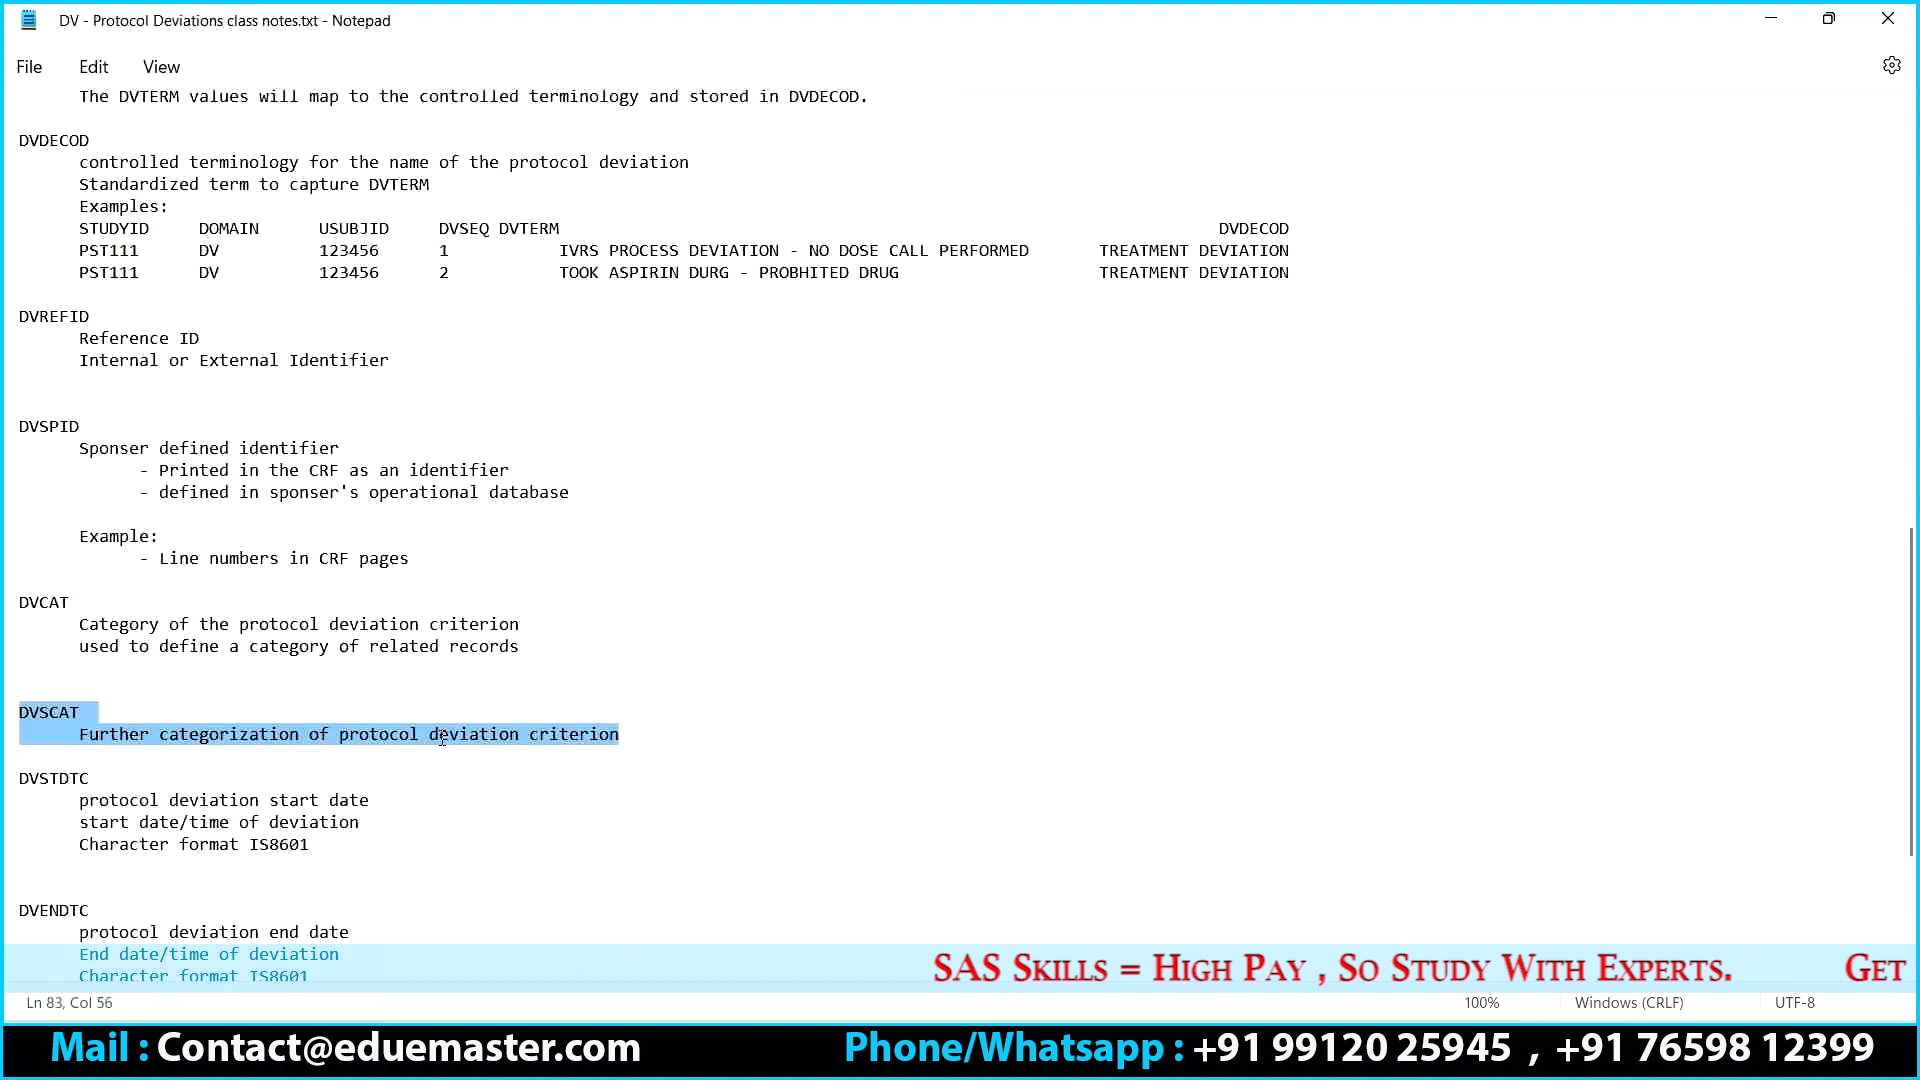 DV - Protocol Deviations class notes.txt - Notepad
File Edit View
The DVTERM values will map to the controlled terminology and stored in DVDECOD.
DVDECOD
controlled terminology for the name of the protocol deviation
Standardized term to capture DVTERM
Examples:
STUDYID DOMAIN USUBJID DVSEQ DVTERM DVDECOD
PST111 DV 123456 1 IVRS PROCESS DEVIATION - NO DOSE CALL PERFORMED TREATMENT DEVIATION
PST111 DV 123456 2 TOOK ASPIRIN DURG - PROBHITED DRUG TREATMENT DEVIATION
DVREFID
Reference ID
Internal or External Identifier
DVSPID
Sponser defined identifier
- Printed in the CRF as an identifier
- defined in sponser's operational database
Example:
- Line numbers in CRF pages
DVCAT
Category of the protocol deviation criterion
used to define a category of related records
DVSCAT
Further categorization of protocol deviation criterion
DVSTDTC
protocol deviation start date
start date/time of deviation
Character format IS8601
DVENDTC
protocol deviation end date
End date/time of deviation
Character format IS8601
SAS SKILLS = HIGH PAY , SO STUDY WITH EXPERTS. GET
Ln 83, Col 56 100% Windows (CRLF) UTF-8
Mail : Contact@eduemaster.com Phone/Whatsapp : +91 99120 25945 , +91 76598 12399